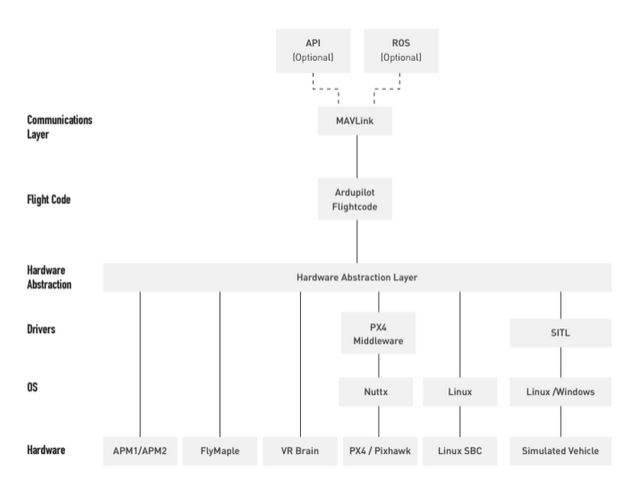 API
(Optional)
ROS
(Optional)
Communications
Layer
MAVLink
Flight Code
Ardupilot
Flightcode
Hardware
Abstraction
Hardware Abstraction Layer
Drivers
PX4
Middleware
SITL
OS
Nuttx
Linux
Linux /Windows
Hardware
APM1/APM2
FlyMaple
VR Brain
PX4 / Pixhawk
Linux SBC
Simulated Vehicle